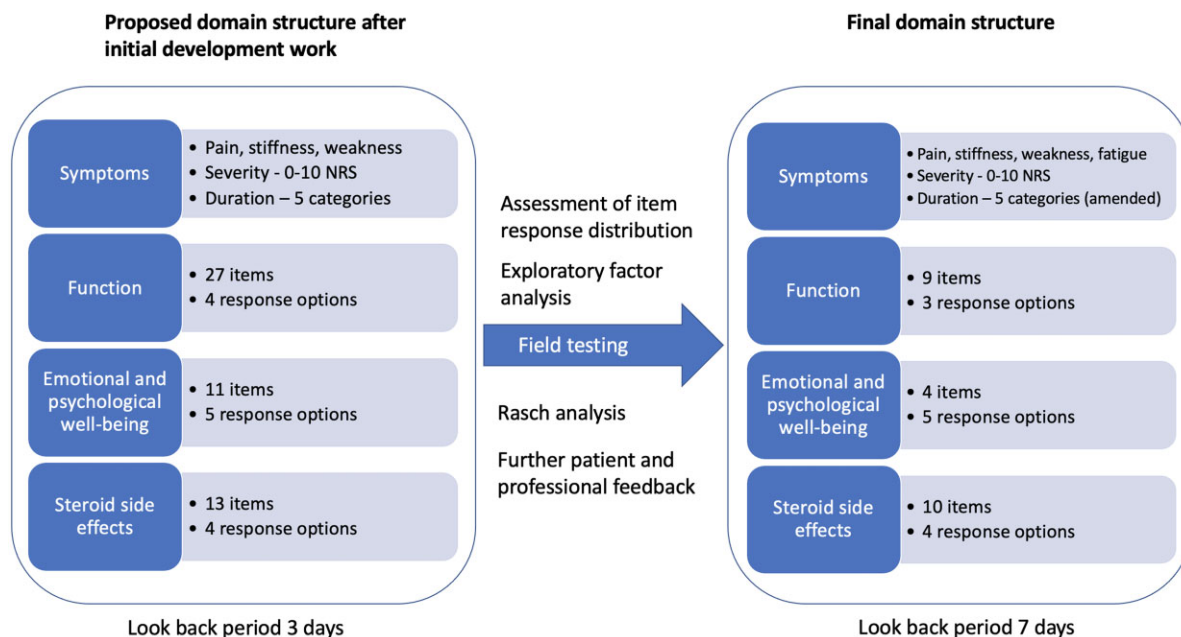 Proposed domain structure after
initial development work
Symptoms
• Pain, stiffness, weakness
• Severity - 0-10 NRS
• Duration – 5 categories
Function
• 27 items
• 4 response options
Emotional and
psychological
well-being
• 11 items
• 5 response options
Steroid side
effects
• 13 items
• 4 response options
Look back period 3 days
Assessment of item
response distribution
Exploratory factor
analysis
Field testing
Rasch analysis
Further patient and
professional feedback
Final domain structure
Symptoms
• Pain, stiffness, weakness, fatigue
• Severity - 0-10 NRS
• Duration – 5 categories (amended)
Function
• 9 items
• 3 response options
Emotional and
psychological
well-being
• 4 items
• 5 response options
Steroid side
effects
• 10 items
• 4 response options
Look back period 7 days